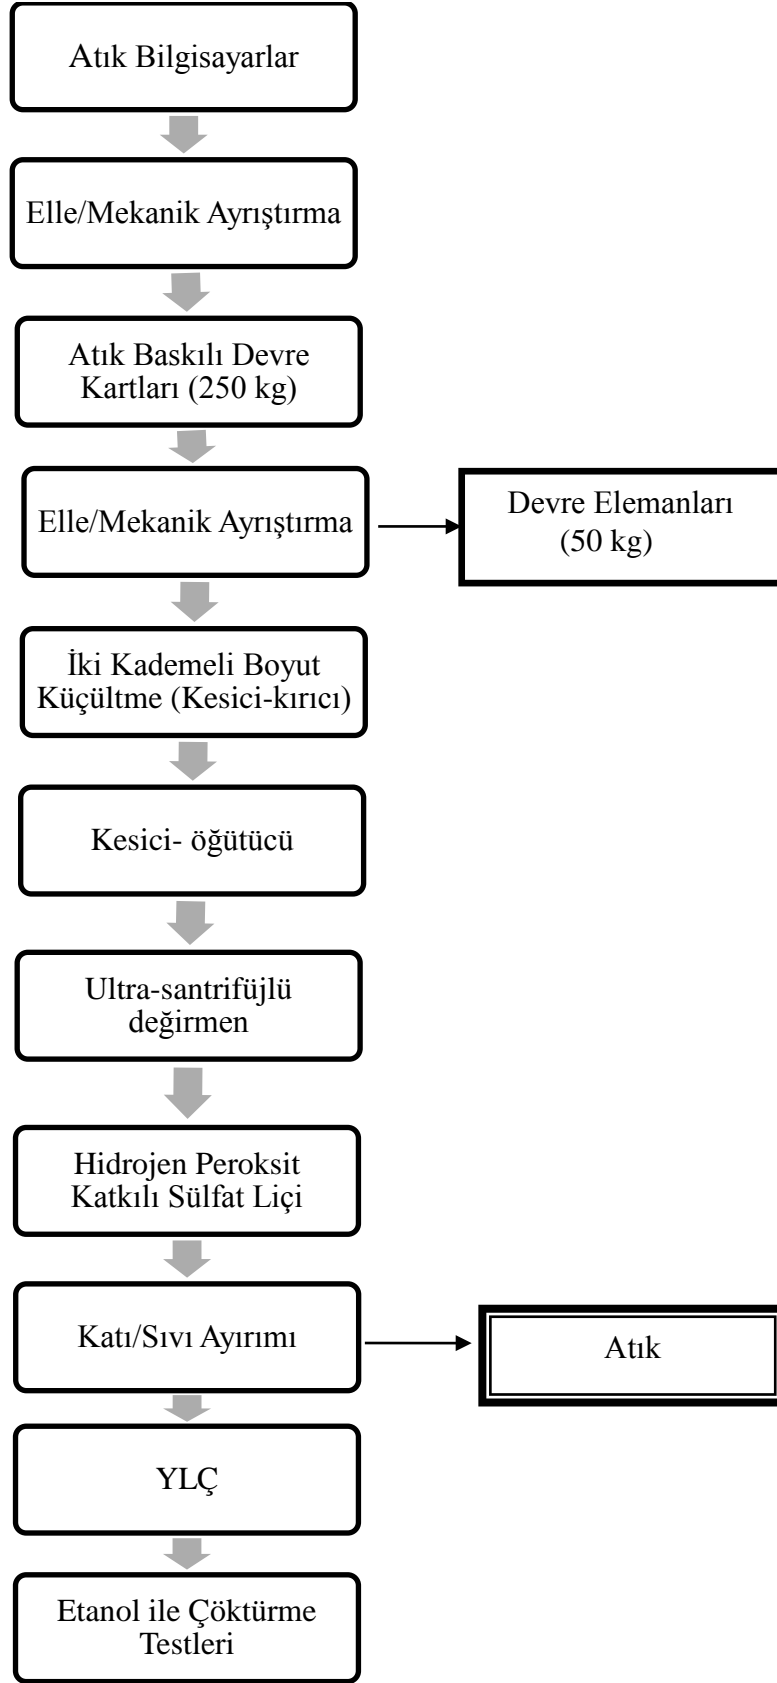 Atık Bilgisayarlar
Elle/Mekanik Ayrıştırma
Atık Baskılı Devre
Kartları (250 kg)
Elle/Mekanik Ayrıştırma
Devre Elemanları
(50 kg)
İki Kademeli Boyut
Küçültme (Kesici-kırıcı)
Kesici- öğütücü
Ultra-santrifüjlü
değirmen
Hidrojen Peroksit
Katkılı Sülfat Liçi
Katı/Sıvı Ayırımı
Atık
YLÇ
Etanol ile Çöktürme
Testleri